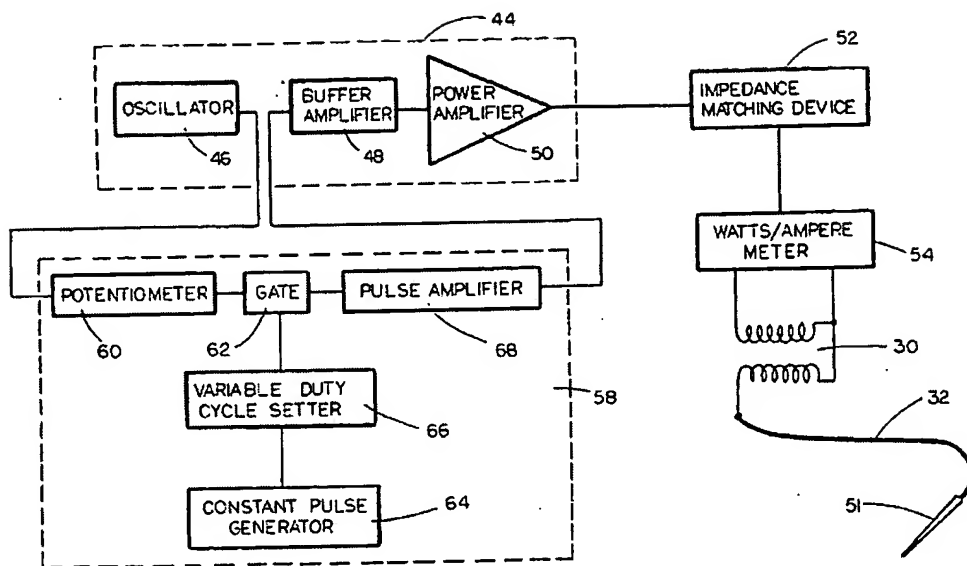 44
OSCILLATOR
46
BUFFER
AMPLIFIER
48
POWER
AMPLIFIER
50
52
IMPEDANCE
MATCHING DEVICE
WATTS/AMPERE
METER
54
POTENTIOMETER
60
GATE
62
PULSE AMPLIFIER
68
30
VARIABLE DUTY
CYCLE SETTER
66
58
32
CONSTANT PULSE
GENERATOR
64
51